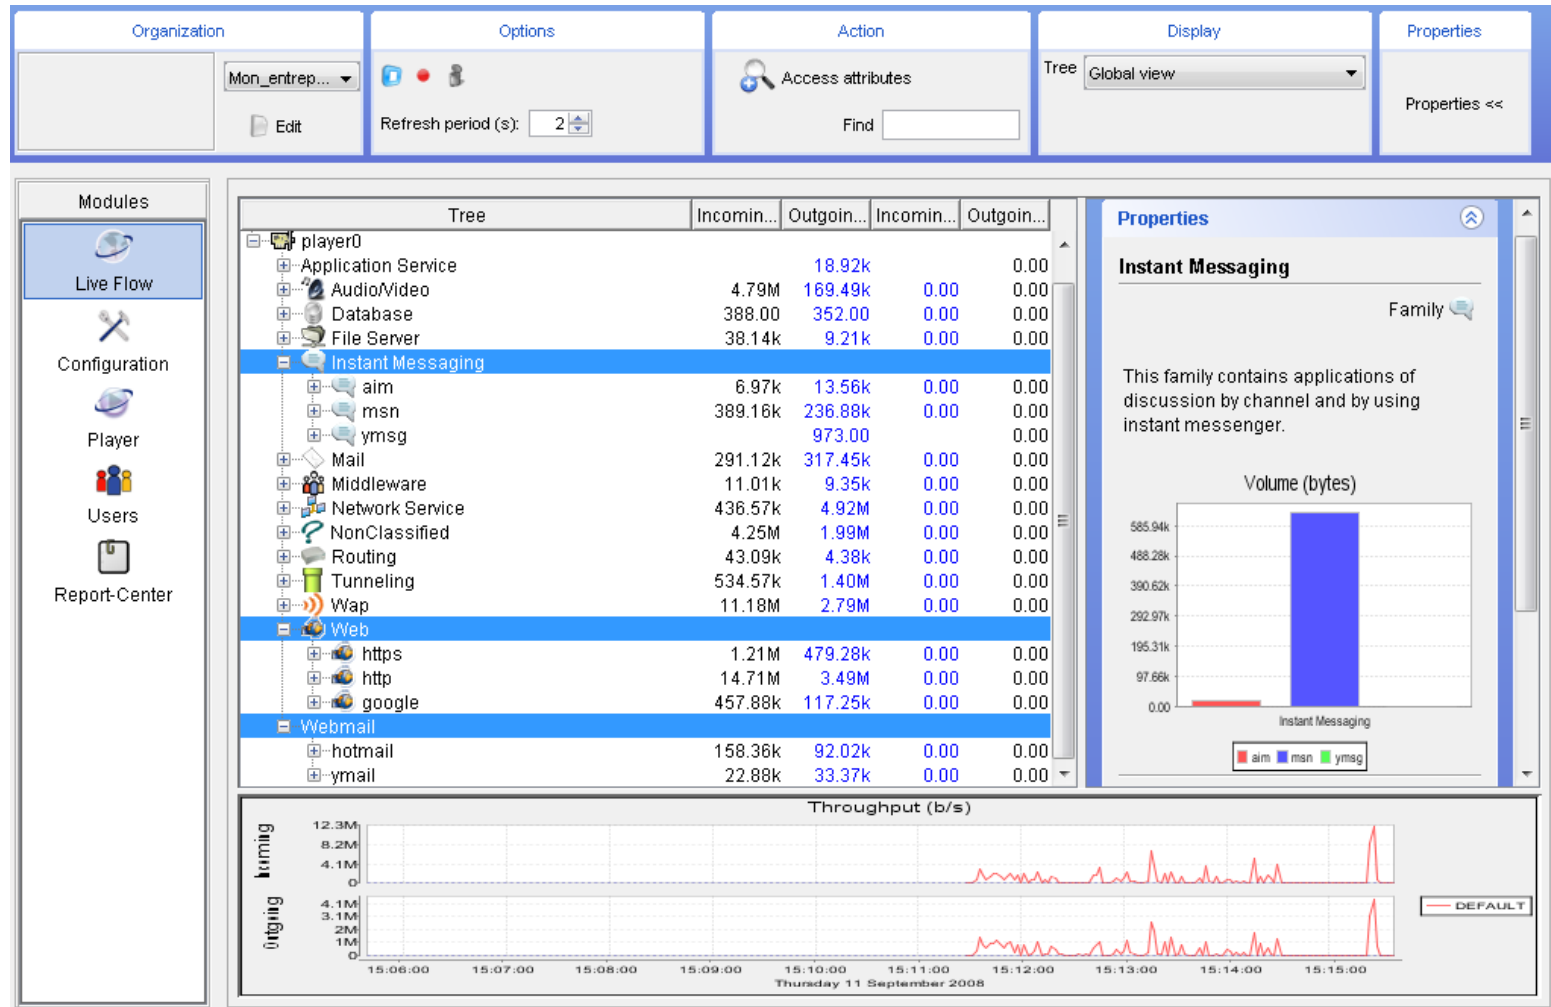 Organization
Options
Action
Display
Properties
Mon_entrep...
Edit
Refresh period (s): 2
Access attributes
Find
Tree Global view
Properties <<
Modules
Live Flow
Configuration
Player
Users
Report-Center
Tree Incomin... Outgoin... Incomin... Outgoin...
player0
Application Service 18.92k 0.00
Audio/Video 4.79M 169.49k 0.00 0.00
Database 388.00 352.00 0.00 0.00
File Server 38.14k 9.21k 0.00 0.00
Instant Messaging
aim 6.97k 13.56k 0.00 0.00
msn 389.16k 236.88k 0.00 0.00
ymsg 973.00 0.00
Mail 291.12k 317.45k 0.00 0.00
Middleware 11.01k 9.35k 0.00 0.00
Network Service 436.57k 4.92M 0.00 0.00
NonClassified 4.25M 1.99M 0.00 0.00
Routing 43.09k 4.38k 0.00 0.00
Tunneling 534.57k 1.40M 0.00 0.00
Wap 11.18M 2.79M 0.00 0.00
Web
https 1.21M 479.28k 0.00 0.00
http 14.71M 3.49M 0.00 0.00
google 457.88k 117.25k 0.00 0.00
Webmail
hotmail 158.36k 92.02k 0.00 0.00
ymail 22.88k 33.37k 0.00 0.00
Properties
Instant Messaging
Family
This family contains applications of
discussion by channel and by using
instant messenger.
Volume (bytes)
585.94k
488.28k
390.62k
292.97k
195.31k
97.66k
0.00
Instant Messaging
aim msn ymsg
Throughput (b/s)
Incoming
12.3M
8.2M
4.1M
0
Outgoing
4.1M
3.1M
2M
1M
0
15:06:00 15:07:00 15:08:00 15:09:00 15:10:00 15:11:00 15:12:00 15:13:00 15:14:00 15:15:00
Thursday 11 September 2008
DEFAULT